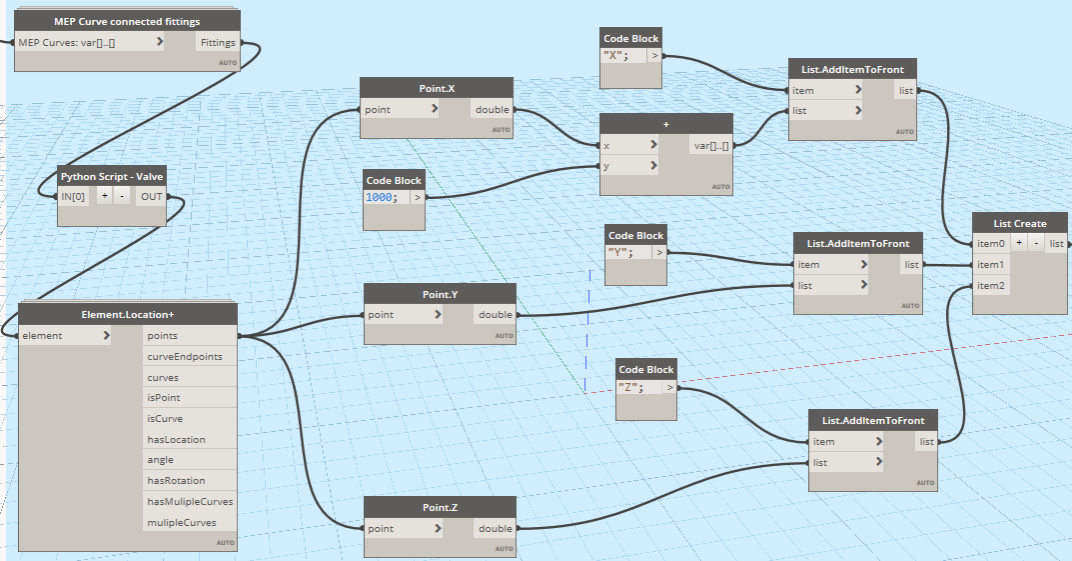 MEP Curve connected fittings
MEP Curves: var[]..[] > Fittings
AUTO
Python Script - Valve
IN[0] + - OUT
Element.Location+
element > points
curveEndpoints
curves
isPoint
isCurve
hasLocation
angle
hasRotation
hasMulipleCurves
mulipleCurves
AUTO
Point.X
point > double
AUTO
Code Block
1000; >
Point.Y
point > double
AUTO
Point.Z
point > double
AUTO
Code Block
"X"; >
+
x > var[]..[]
y >
AUTO
Code Block
"Y"; >
Code Block
"Z"; >
List.AddItemToFront
item > list
list >
AUTO
List.AddItemToFront
item > list
list >
AUTO
List.AddItemToFront
item > list
list >
AUTO
List Create
item0 + - list
item1
item2